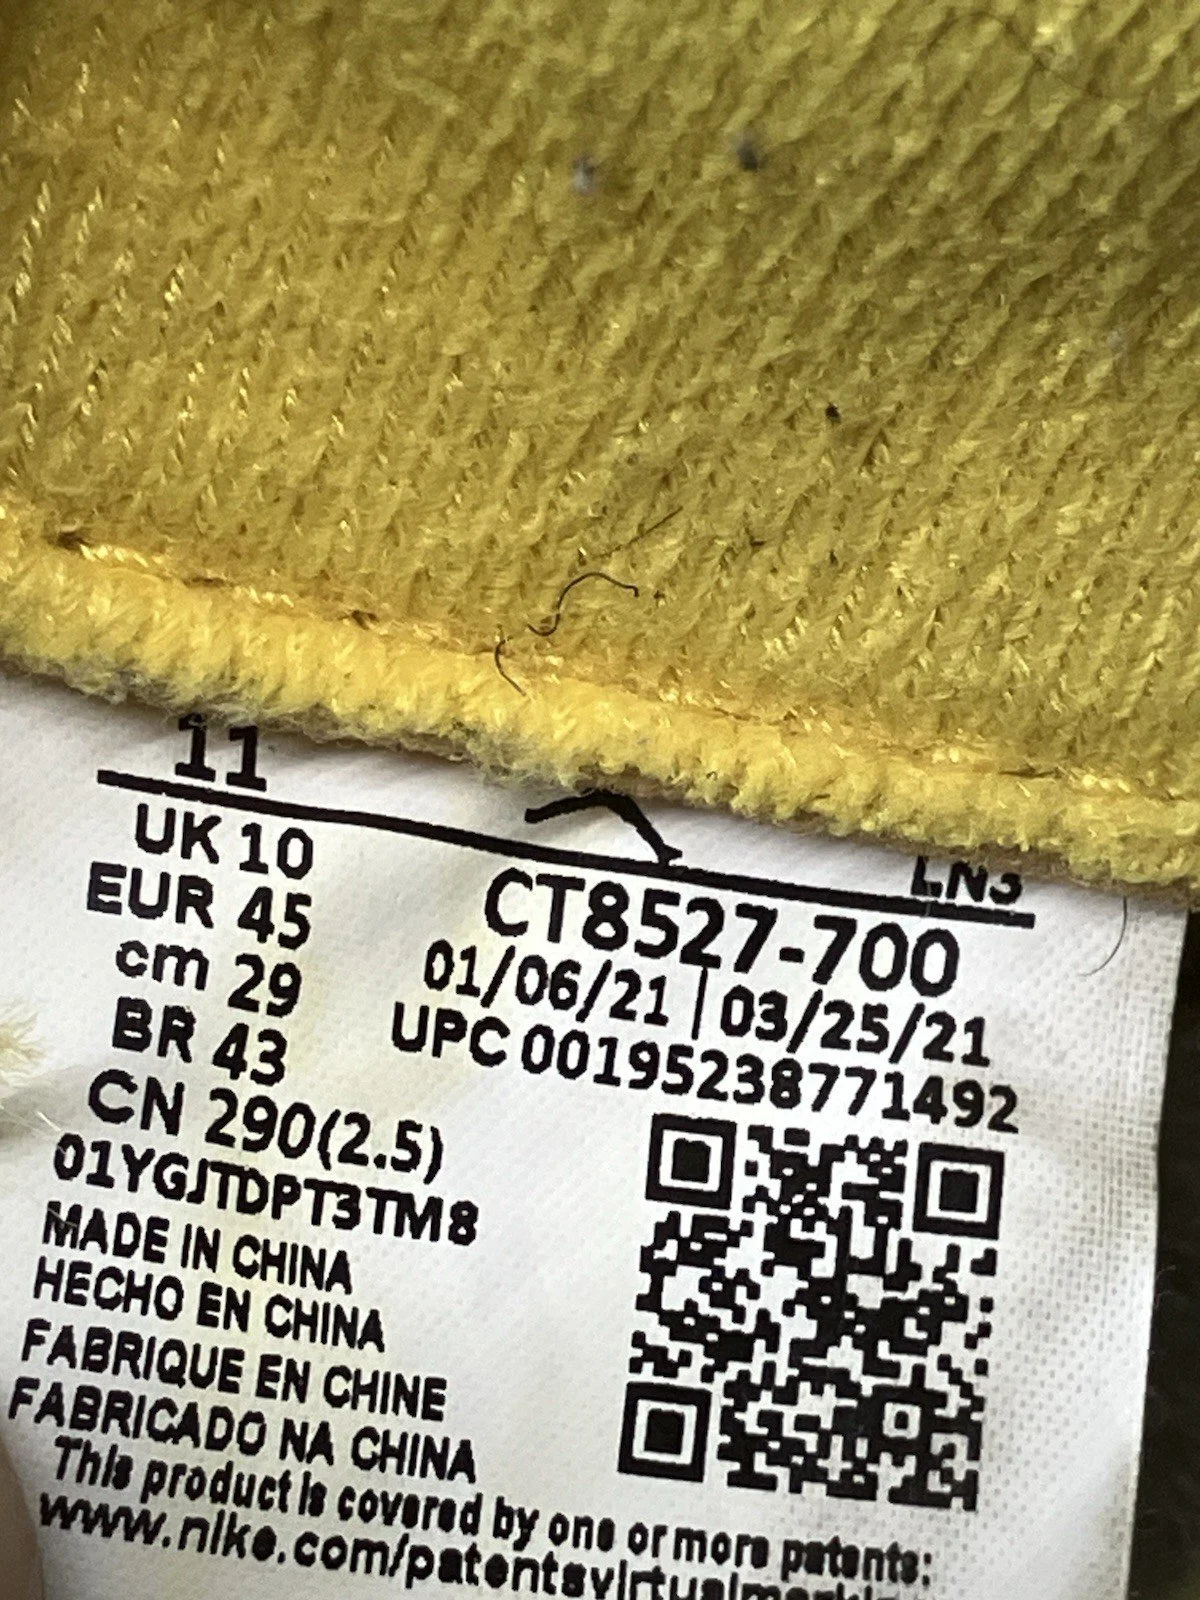 11
UK 10
EUR 45
cm 29
BR 43
CN 290(2.5)
01YGJTDPT3TM8
MADE IN CHINA
HECHO EN CHINA
FABRIQUE EN CHINE
FABRICADO NA CHINA
LN3
CT8527-700
01/06/21 | 03/25/21
UPC 00195238771492
This product is covered by one or more patents: